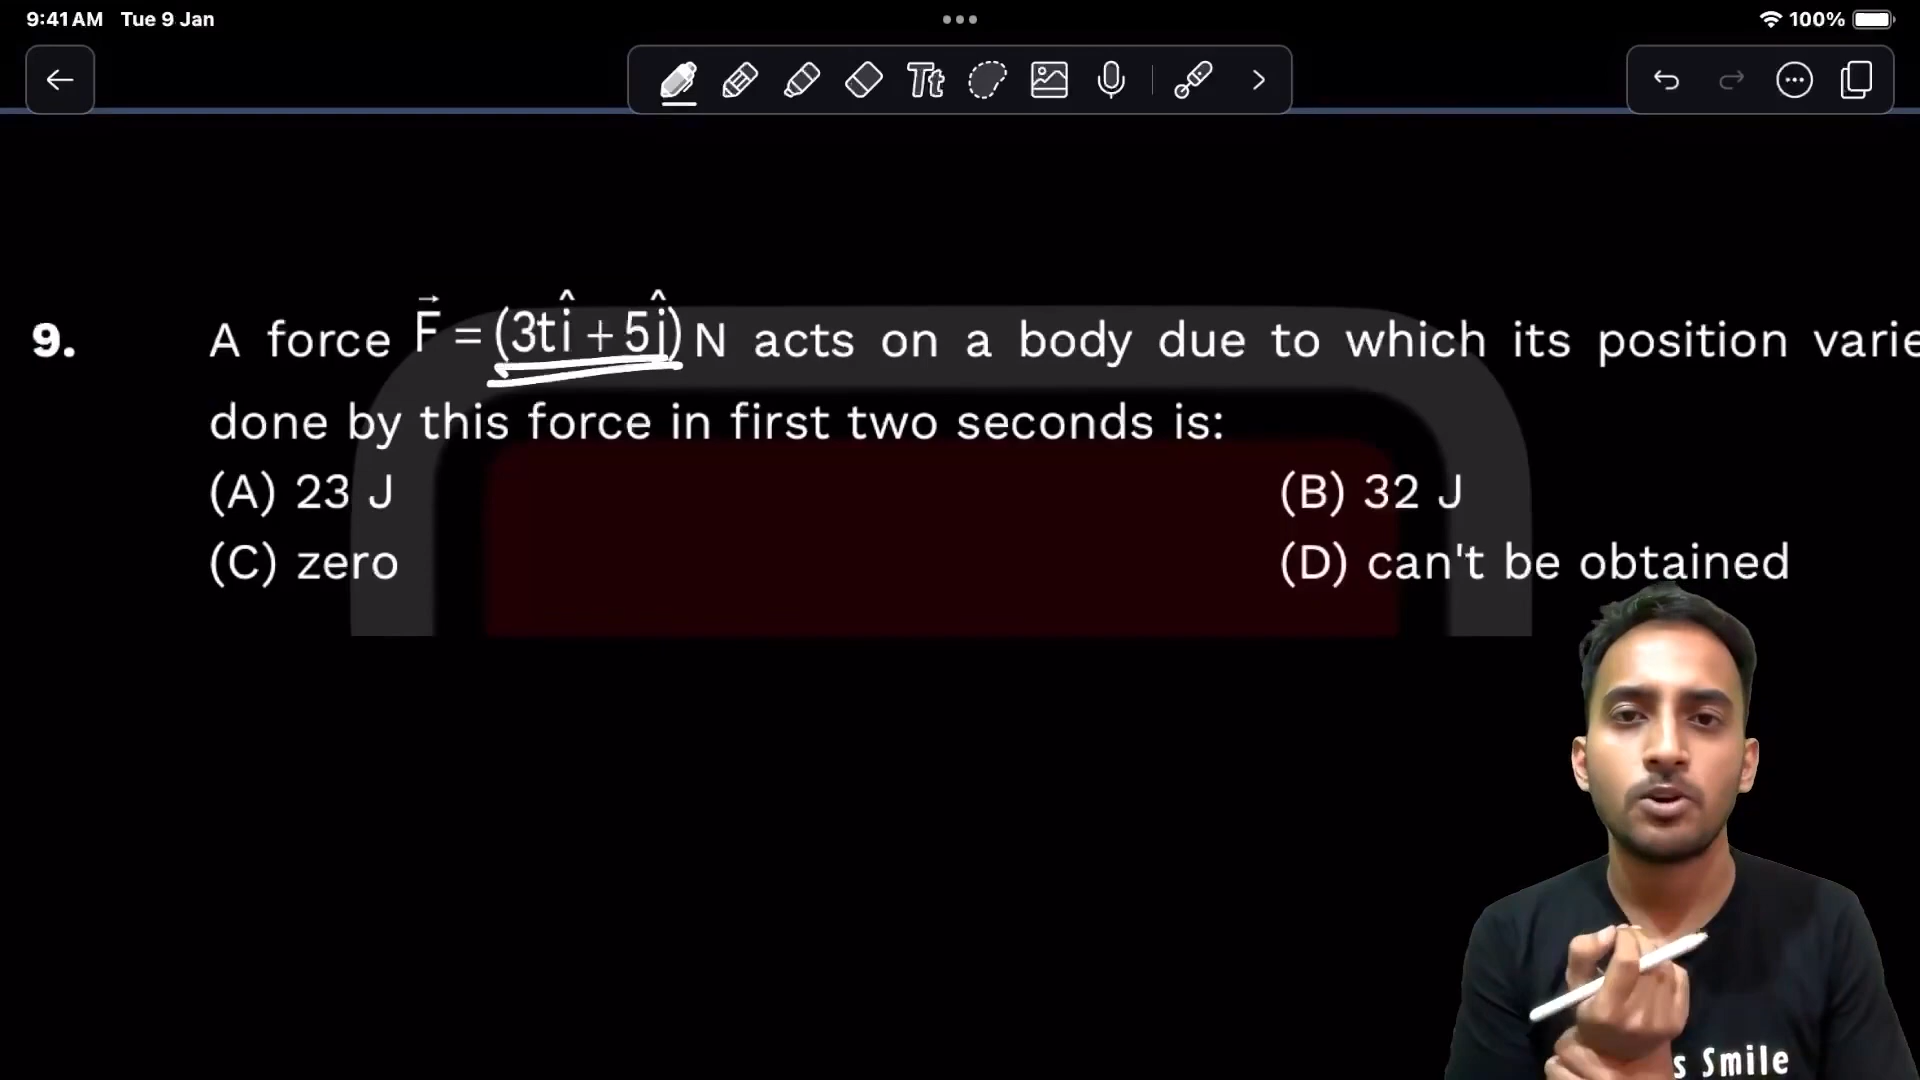 9:41 AM Tue 9 Jan
100%
Tt
9. A force F⃗ = (3tî + 5ĵ) N acts on a body due to which its position varie
done by this force in first two seconds is:
(A) 23 J (B) 32 J
(C) zero (D) can't be obtained
s Smile